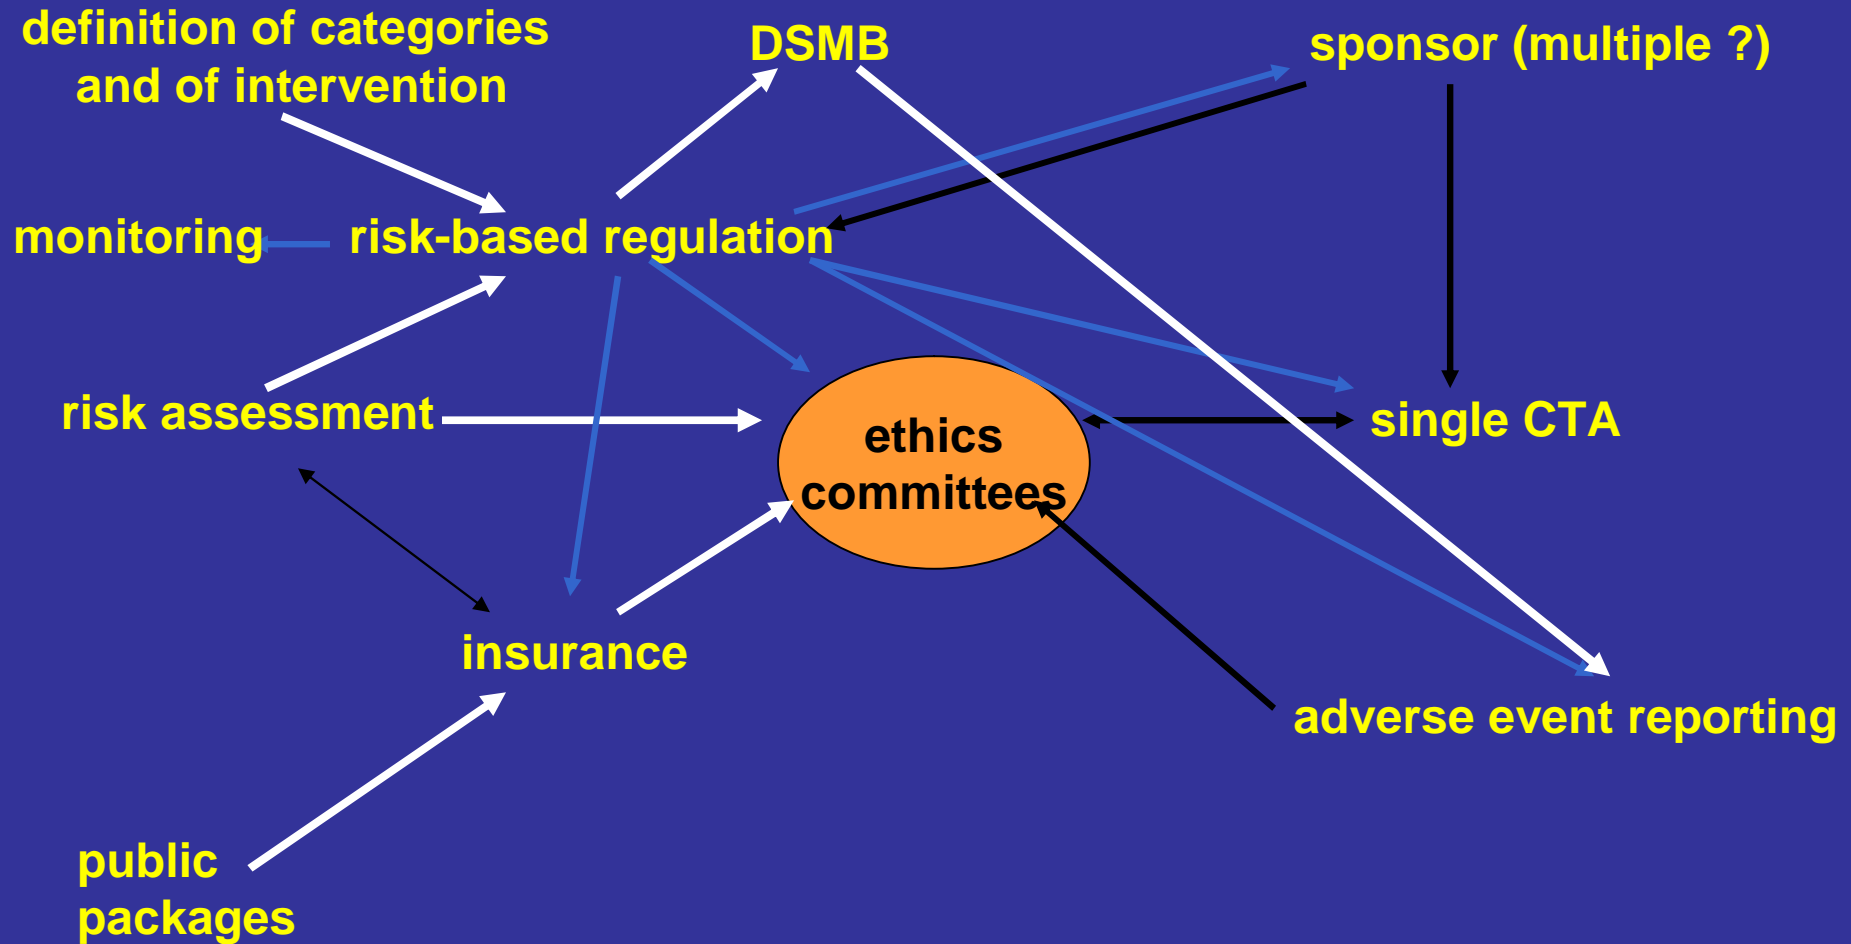 definition of categories
and of intervention
DSMB
sponsor (multiple ?)
monitoring
risk-based regulation
risk assessment
ethics
committees
single CTA
insurance
adverse event reporting
public
packages